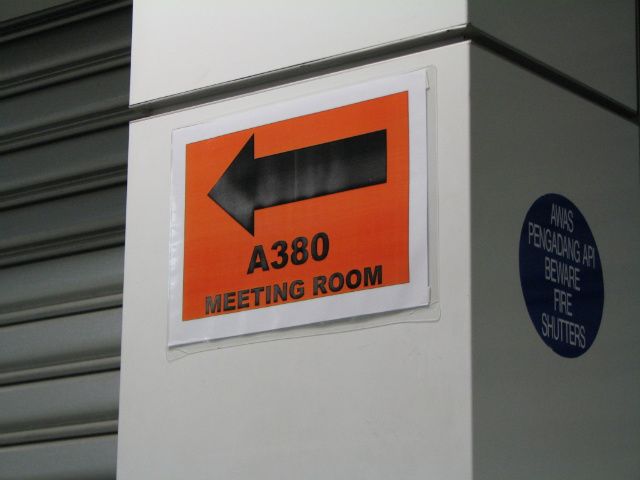 A380
MEETING ROOM
AWAS
PENGADANG API
BEWARE
FIRE
SHUTTERS